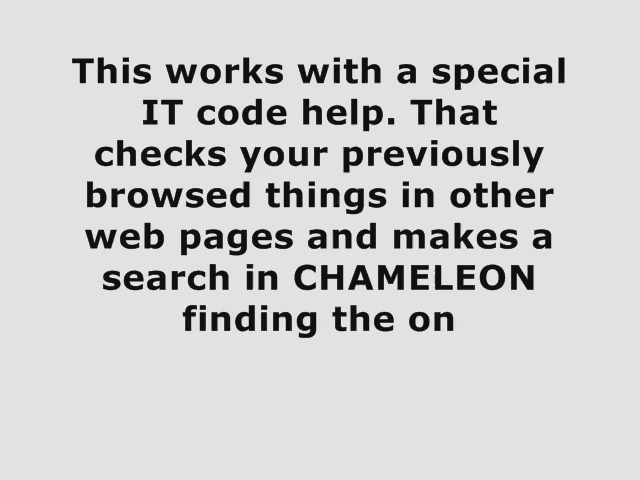 This works with a special
IT code help. That
checks your previously
browsed things in other
web pages and makes a
search in CHAMELEON
finding the on